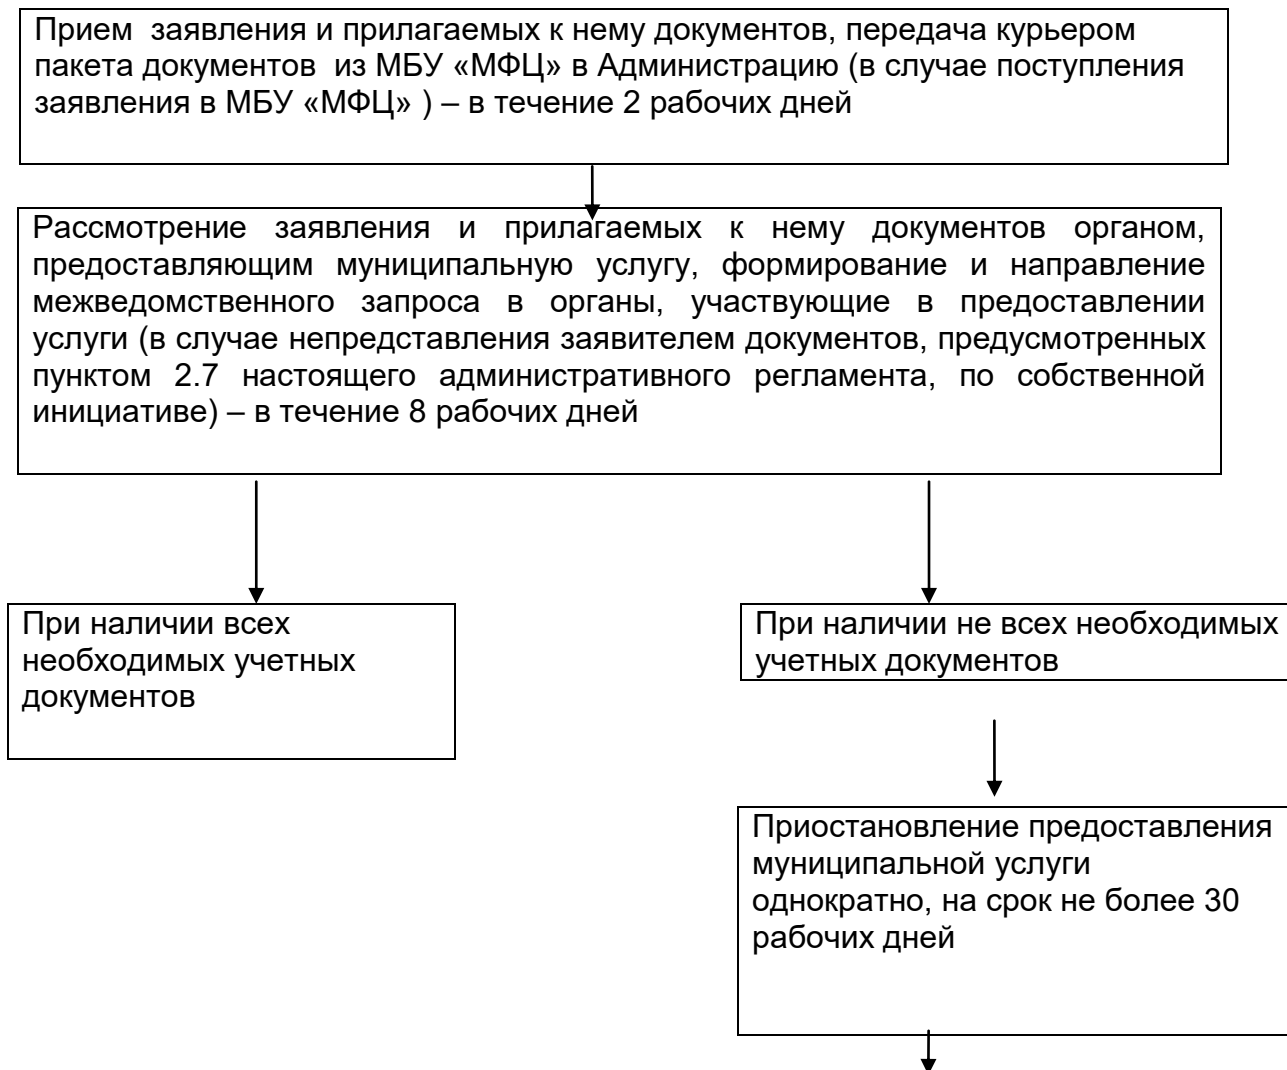 Прием  заявления и прилагаемых к нему документов, передача курьером
пакета документов  из МБУ «МФЦ» в Администрацию (в случае поступления
заявления в МБУ «МФЦ» ) – в течение 2 рабочих дней
Рассмотрение заявления и прилагаемых к нему документов органом,
предоставляющим муниципальную услугу, формирование и направление
межведомственного запроса в органы, участвующие в предоставлении
услуги (в случае непредставления заявителем документов, предусмотренных
пунктом 2.7 настоящего административного регламента, по собственной
инициативе) – в течение 8 рабочих дней
При наличии всех
необходимых учетных
документов
При наличии не всех необходимых
учетных документов
Приостановление предоставления
муниципальной услуги
однократно, на срок не более 30
рабочих дней